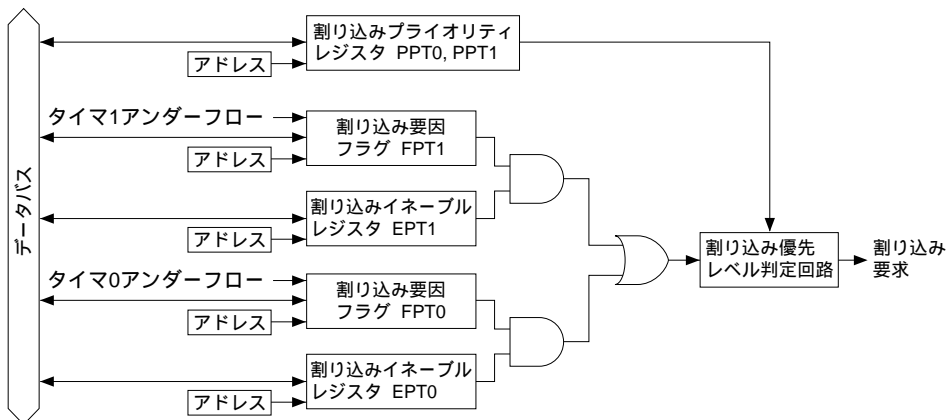 割り込みプライオリティ
レジスタ PPT0, PPT1
アドレス
タイマ1アンダーフロー
割り込み要因
フラグ FPT1
アドレス
割り込みイネーブル
レジスタ EPT1
アドレス
データバス
割り込み優先
レベル判定回路
割り込み
要求
タイマ0アンダーフロー
割り込み要因
フラグ FPT0
アドレス
割り込みイネーブル
レジスタ EPT0
アドレス